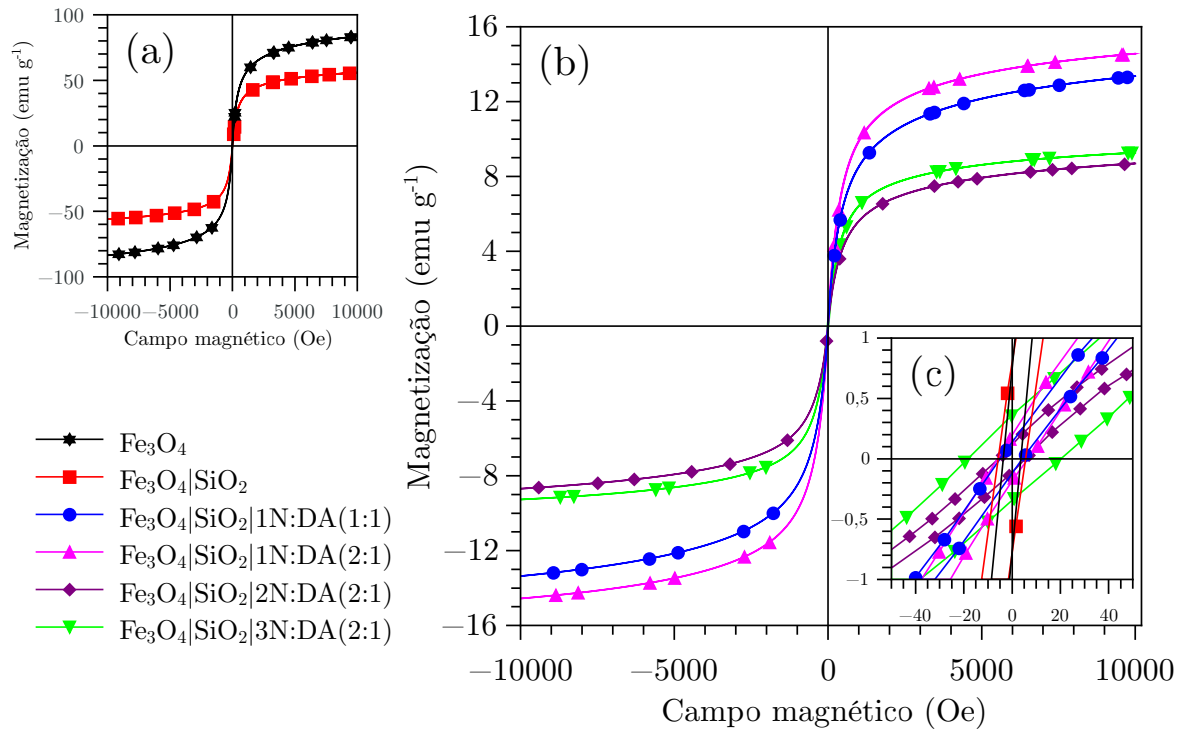 (a)
Magnetização (emu g⁻¹)
100
50
0
−50
−100
−10000 −5000 0 5000 10000
Campo magnético (Oe)
Fe₃O₄
Fe₃O₄|SiO₂
Fe₃O₄|SiO₂|1N:DA(1:1)
Fe₃O₄|SiO₂|1N:DA(2:1)
Fe₃O₄|SiO₂|2N:DA(2:1)
Fe₃O₄|SiO₂|3N:DA(2:1)
(b)
Magnetização (emu g⁻¹)
16
12
8
4
0
−4
−8
−12
−16
−10000 −5000 0 5000 10000
Campo magnético (Oe)
(c)
1
0,5
0
−0,5
−1
−40 −20 0 20 40